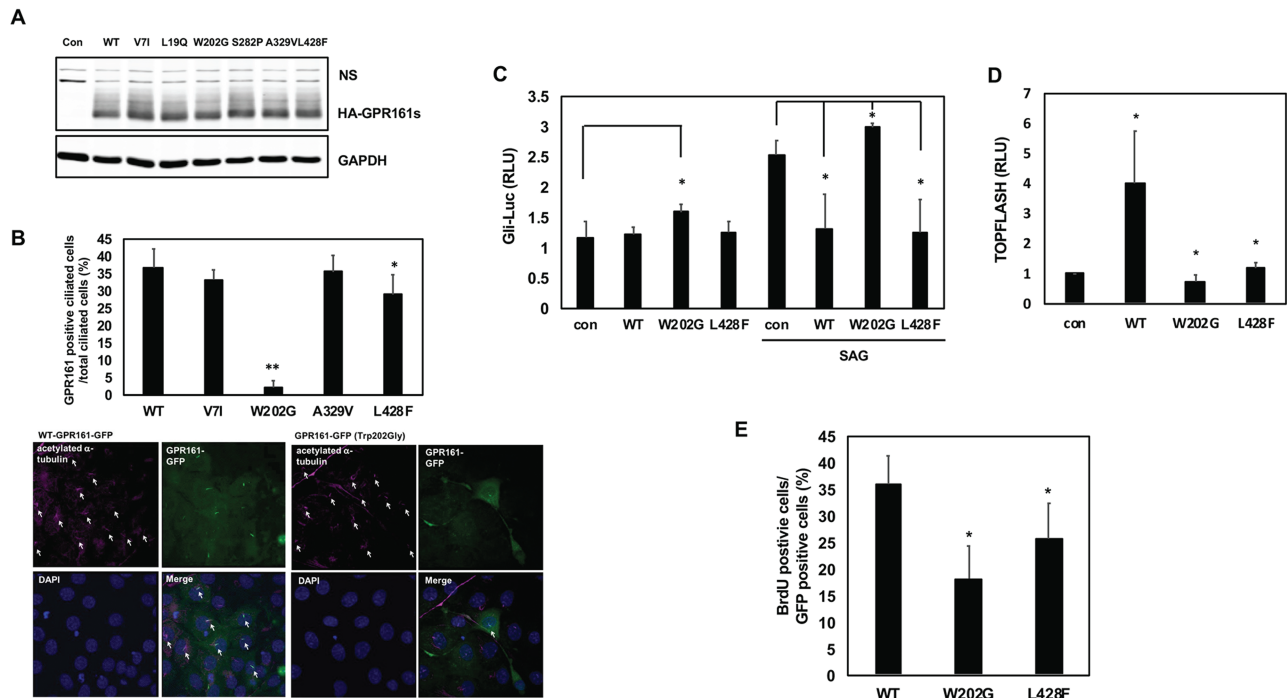 A
Con WT V7I L19Q W202G S282P A329V L428F
NS
HA-GPR161s
GAPDH
B
GPR161 positive ciliated cells
/total ciliated cells (%)
45
40
35
30
25
20
15
10
5
0
**
*
WT V7I W202G A329V L428F
WT-GPR161-GFP
acetylated α-
tubulin
GPR161-
GFP
GPR161-GFP (Trp202Gly)
acetylated α-
tubulin
GPR161-
GFP
DAPI
Merge
DAPI
Merge
C
Gli-Luc (RLU)
3.5
3
2.5
2
1.5
1
0.5
0
*
*
*
*
con WT W202G L428F con WT W202G L428F
SAG
D
TOPFLASH (RLU)
7
6
5
4
3
2
1
0
*
*
*
con WT W202G L428F
E
BrdU postivie cells/
GFP positive cells (%)
45
40
35
30
25
20
15
10
5
0
*
*
WT W202G L428F